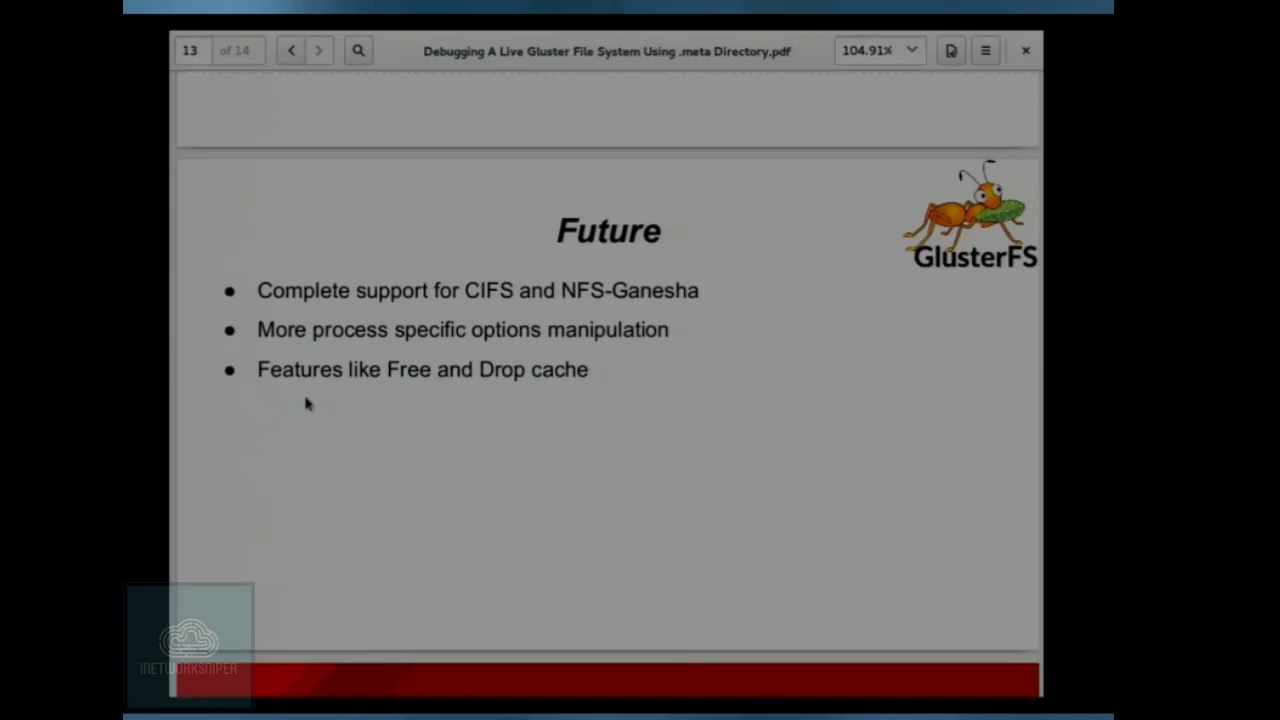 13 of 14 Debugging A Live Gluster File System Using .meta Directory.pdf 104.91%
GlusterFS
Future
● Complete support for CIFS and NFS-Ganesha
● More process specific options manipulation
● Features like Free and Drop cache
INETWORKSNIPER